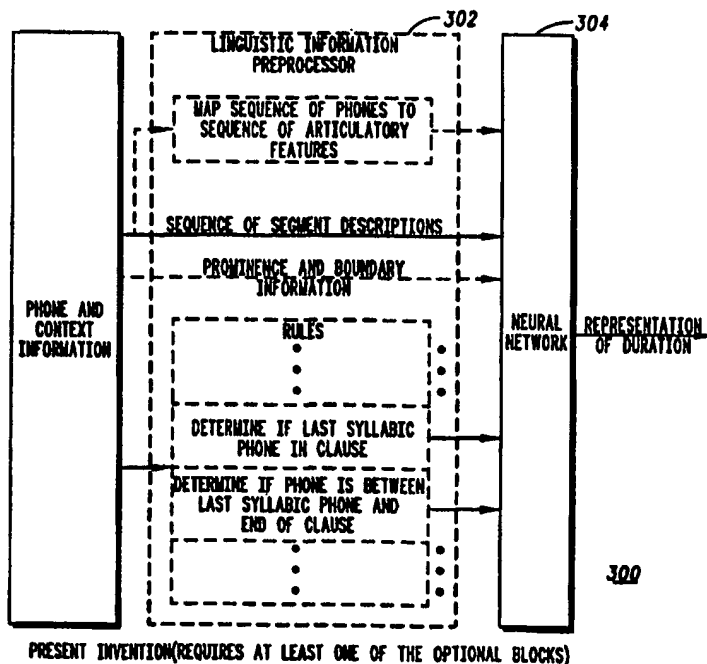 302
304
LINGUISTIC INFORMATION
PREPROCESSOR
MAP SEQUENCE OF PHONES TO
SEQUENCE OF ARTICULATORY
FEATURES
SEQUENCE OF SEGMENT DESCRIPTIONS
PROMINENCE AND BOUNDARY
INFORMATION
PHONE AND
CONTEXT
INFORMATION
RULES
NEURAL
NETWORK
REPRESENTATION
OF DURATION
DETERMINE IF LAST SYLLABIC
PHONE IN CLAUSE
DETERMINE IF PHONE IS BETWEEN
LAST SYLLABIC PHONE AND
END OF CLAUSE
300
PRESENT INVENTION(REQUIRES AT LEAST ONE OF THE OPTIONAL BLOCKS)